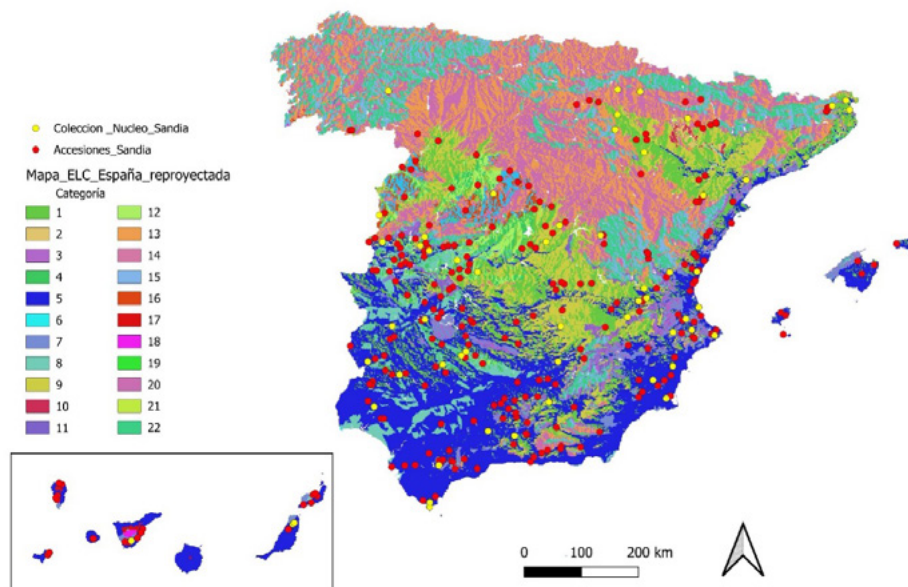 Coleccion _Nucleo_Sandia
Accesiones_Sandia
Mapa_ELC_España_reproyectada
Categoría
1 12
2 13
3 14
4 15
5 16
6 17
7 18
8 19
9 20
10 21
11 22
0 100 200 km